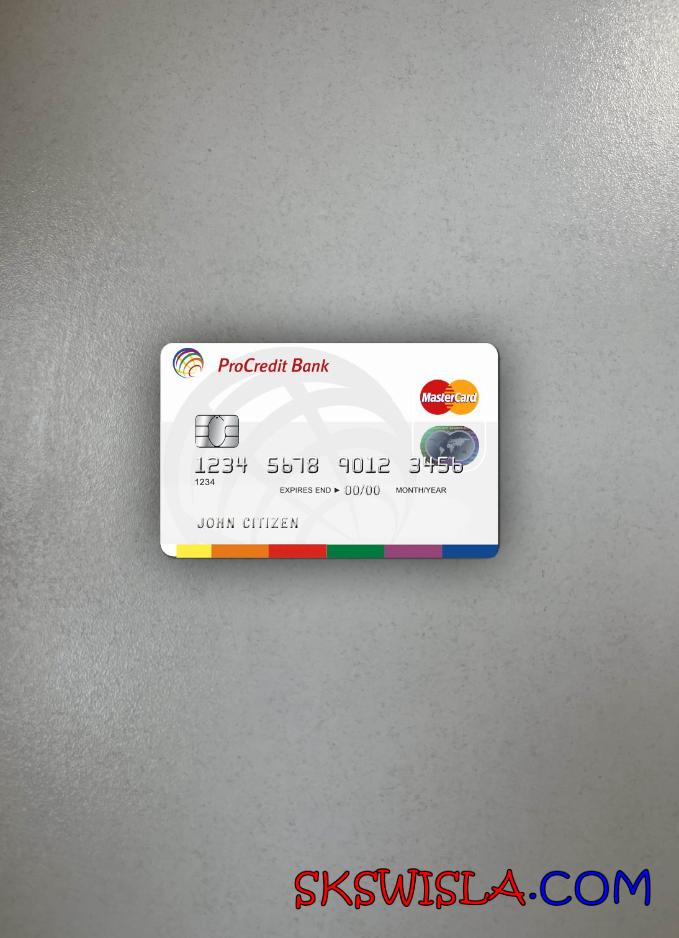 ProCredit Bank
MasterCard
1234 5678 9012 3456
1234
EXPIRES END ► 00/00 MONTH/YEAR
JOHN CITIZEN
SKSWISLA.COM